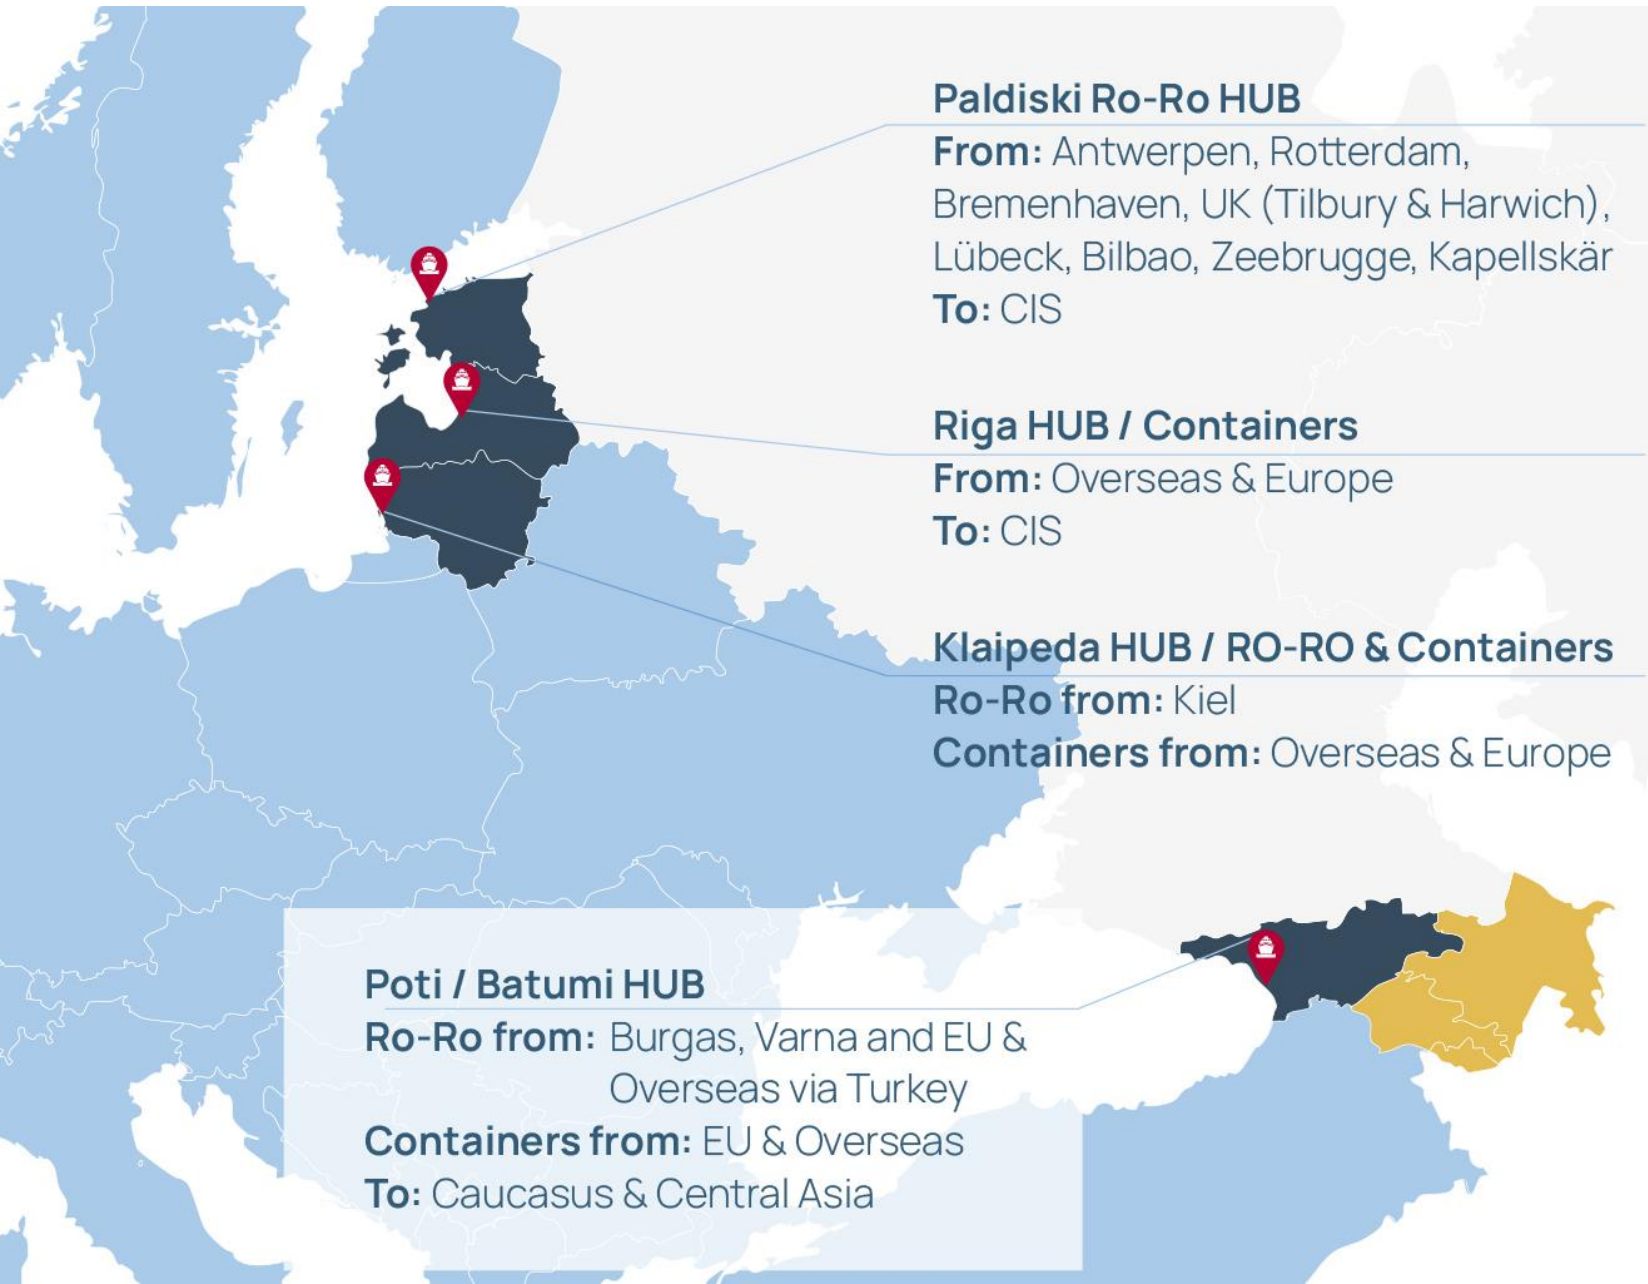 Paldiski Ro-Ro HUB
From: Antwerpen, Rotterdam,
Bremenhaven, UK (Tilbury & Harwich),
Lübeck, Bilbao, Zeebrugge, Kapellskär
To: CIS
Riga HUB / Containers
From: Overseas & Europe
To: CIS
Klaipeda HUB / RO-RO & Containers
Ro-Ro from: Kiel
Containers from: Overseas & Europe
Poti / Batumi HUB
Ro-Ro from: Burgas, Varna and EU &
Overseas via Turkey
Containers from: EU & Overseas
To: Caucasus & Central Asia